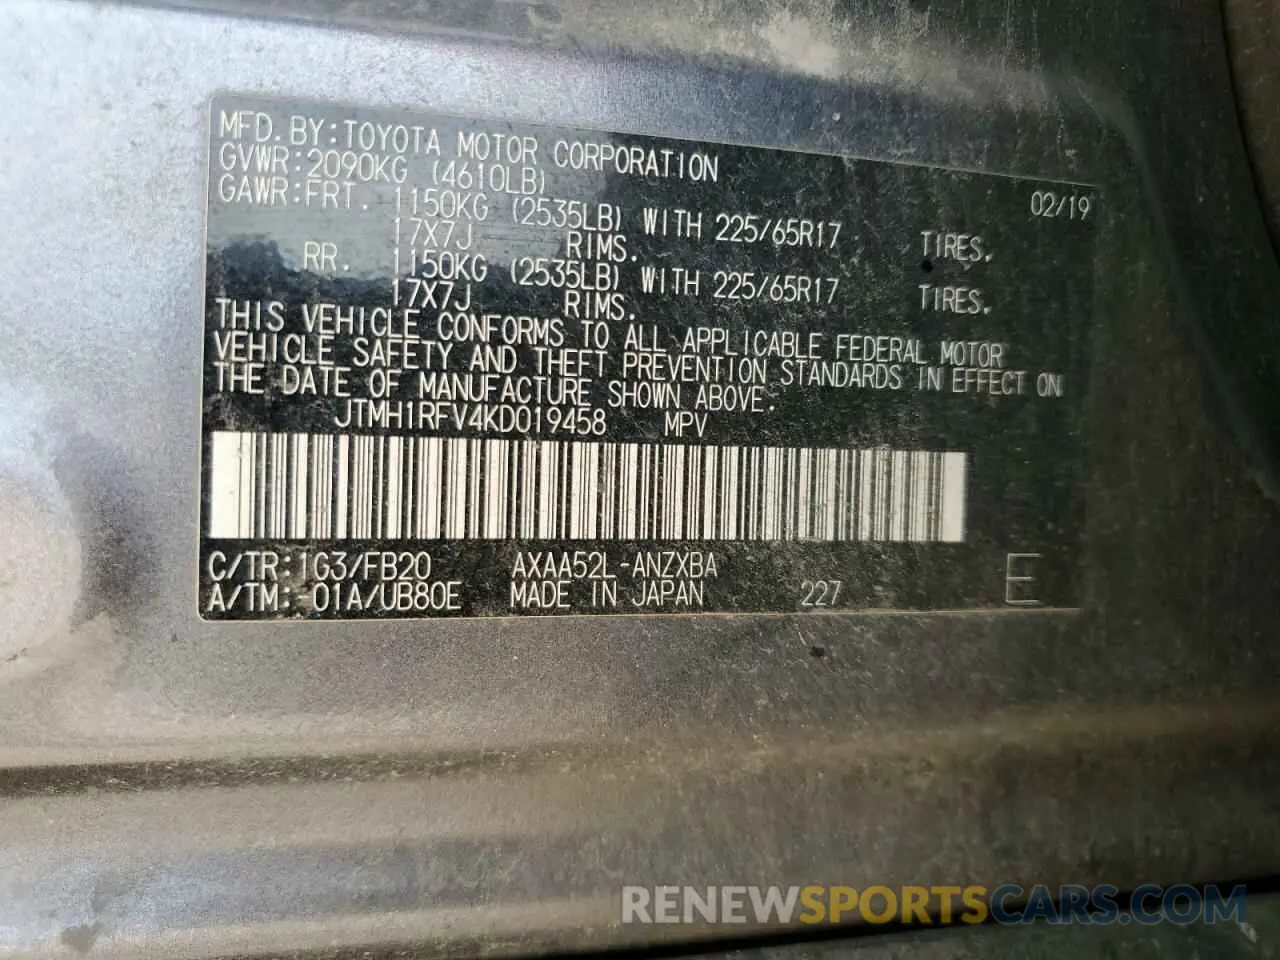 MFD. BY: TOYOTA MOTOR CORPORATION 02/19
GVWR: 2090KG (4610LB)
GAWR: FRT. 1150KG (2535LB) WITH 225/65R17 TIRES.
17X7J RIMS.
RR. 1150KG (2535LB) WITH 225/65R17 TIRES.
17X7J RIMS.
THIS VEHICLE CONFORMS TO ALL APPLICABLE FEDERAL MOTOR
VEHICLE SAFETY AND THEFT PREVENTION STANDARDS IN EFFECT ON
THE DATE OF MANUFACTURE SHOWN ABOVE.
JTMH1RFV4KD019458 MPV
C/TR: 1G3/FB20 AXAA52L-ANZXBA
A/TM: -01A/UB80E MADE IN JAPAN 227 E
RENEWSPORTSCARS.COM